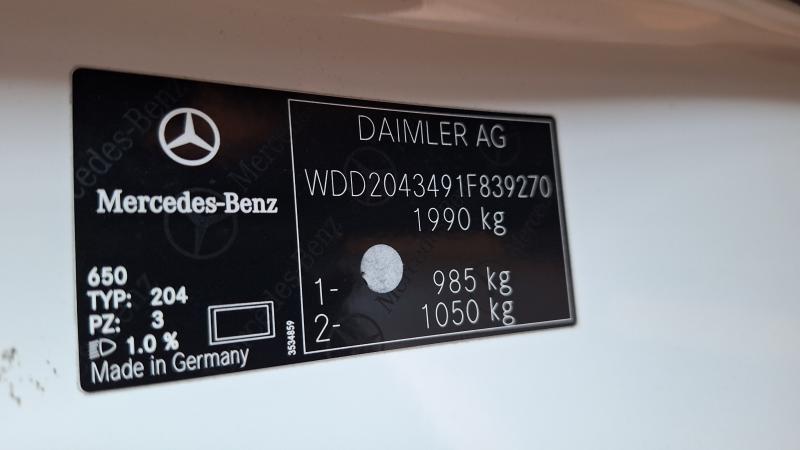 Mercedes-Benz
650
TYP: 204
PZ: 3
1.0 %
Made in Germany
3534859
DAIMLER AG
WDD2043491F839270
1990 kg
1- 985 kg
2- 1050 kg